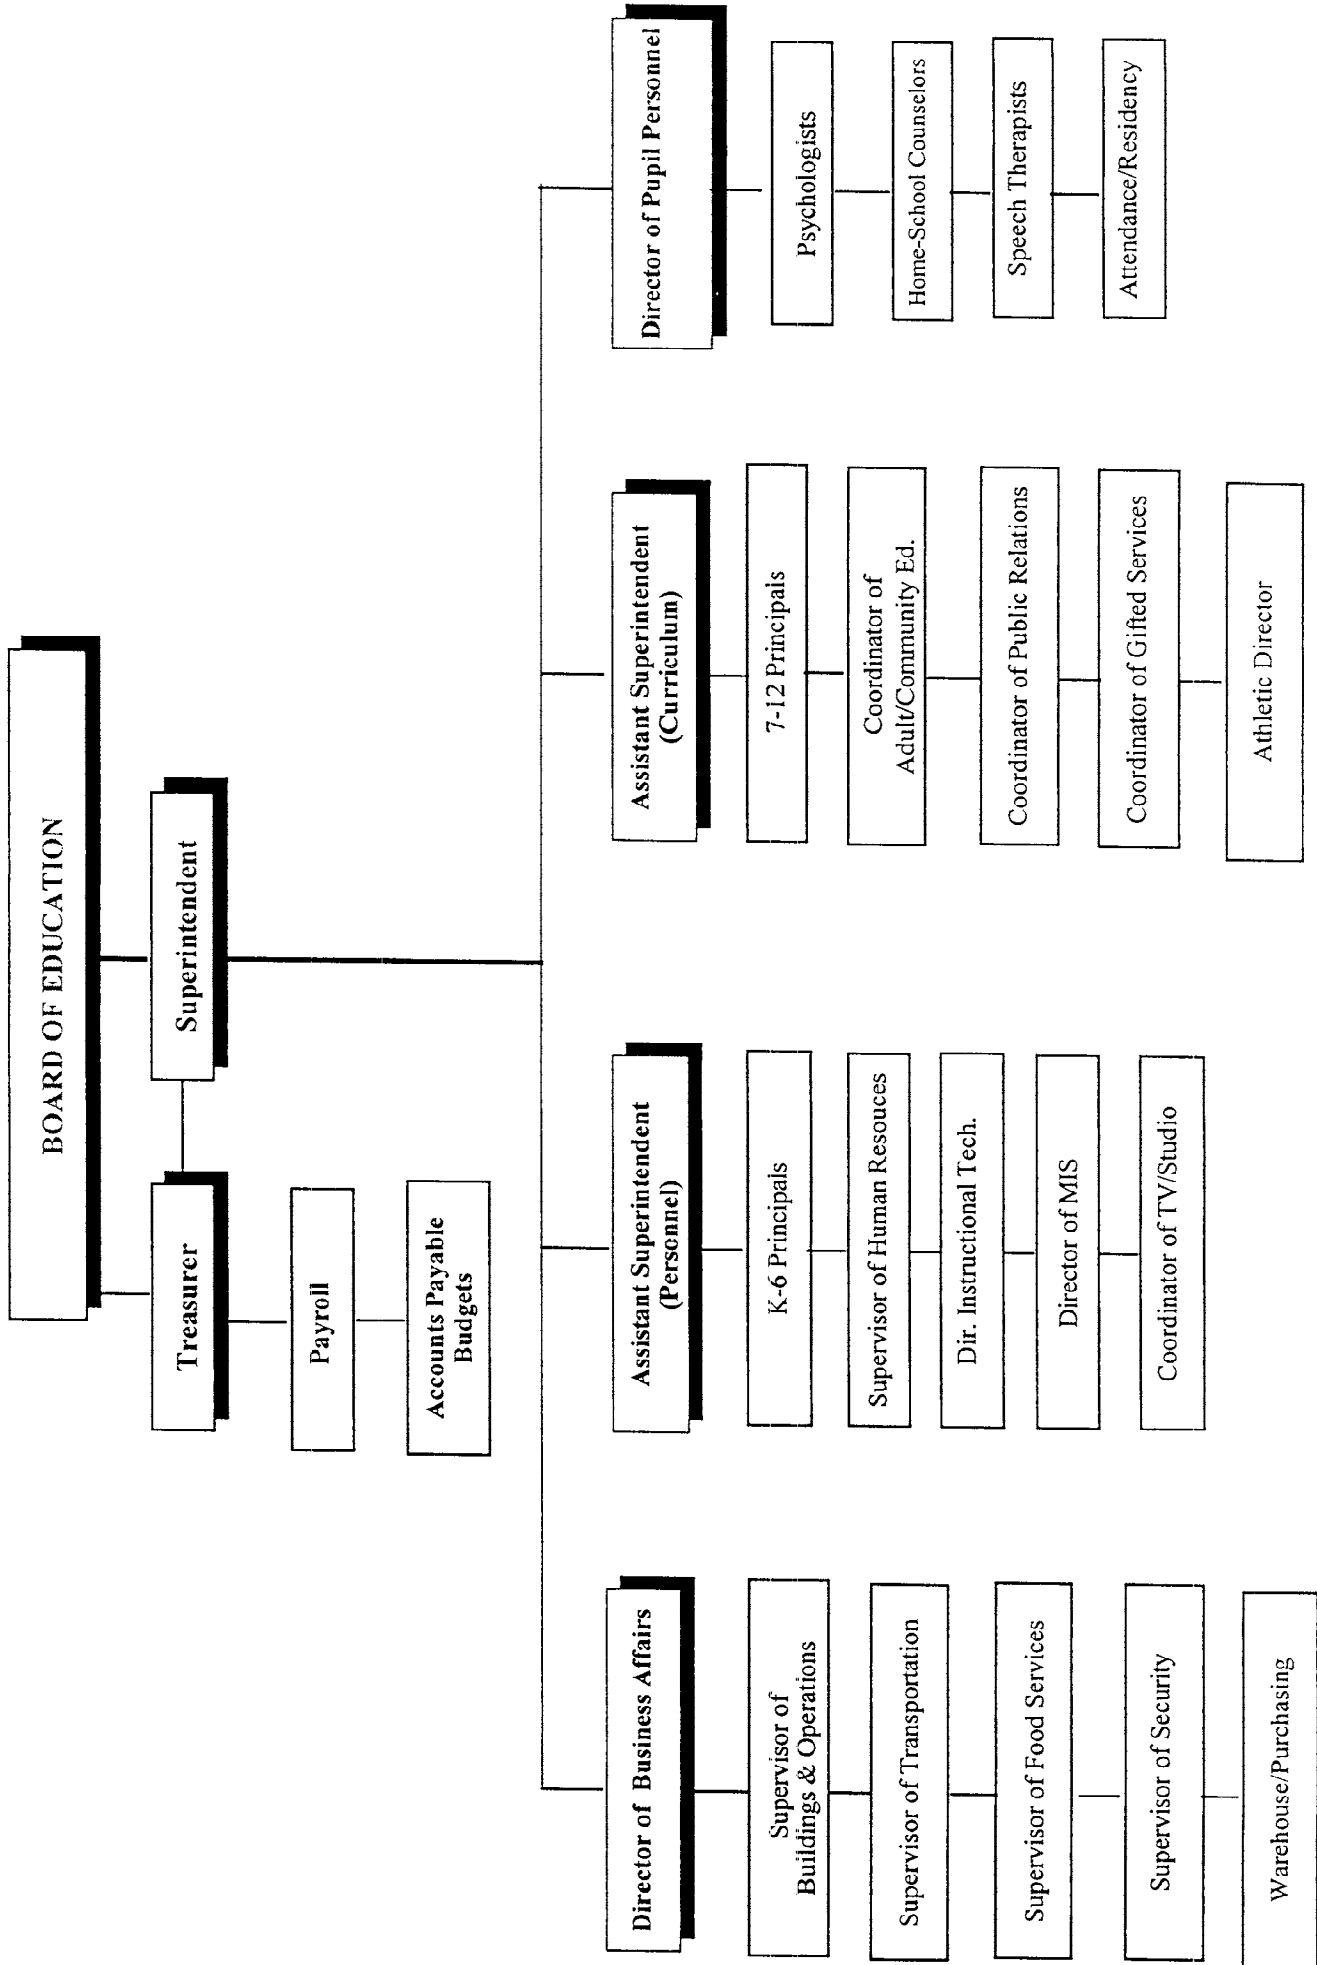 BOARD OF EDUCATION
Treasurer
Superintendent
Payroll
Accounts Payable
Budgets
Director of Business Affairs
Supervisor of
Buildings & Operations
Supervisor of Transportation
Supervisor of Food Services
Supervisor of Security
Warehouse/Purchasing
Assistant Superintendent
(Personnel)
K-6 Principals
Supervisor of Human Resouces
Dir. Instructional Tech.
Director of MIS
Coordinator of TV/Studio
Assistant Superintendent
(Curriculum)
7-12 Principals
Coordinator of
Adult/Community Ed.
Coordinator of Public Relations
Coordinator of Gifted Services
Athletic Director
Director of Pupil Personnel
Psychologists
Home-School Counselors
Speech Therapists
Attendance/Residency